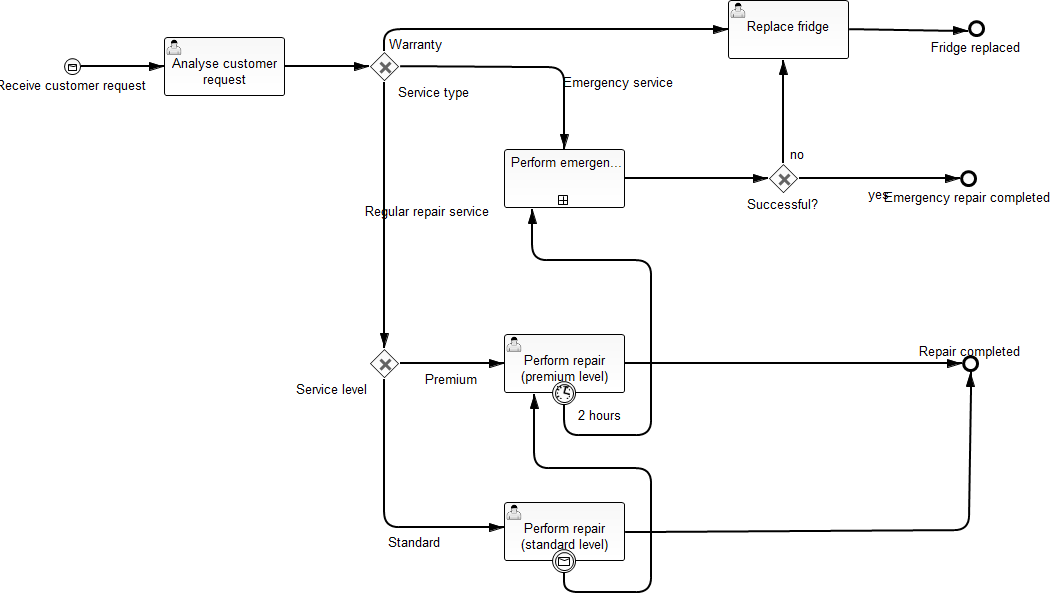 Replace fridge
Fridge replaced
Warranty
Analyse customer
request
Receive customer request
Service type
Emergency service
Perform emergen...
no
Successful?
yes
Emergency repair completed
Regular repair service
Repair completed
Perform repair
(premium level)
Premium
Service level
2 hours
Perform repair
(standard level)
Standard